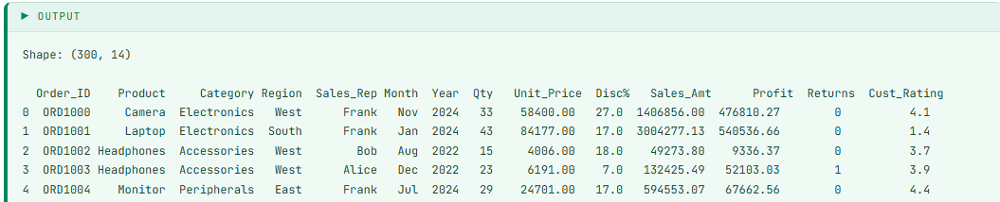 ► OUTPUT
Shape: (300, 14)
Order_ID Product Category Region Sales_Rep Month Year Qty Unit_Price Disc% Sales_Amt Profit Returns Cust_Rating
0 ORD1000 Camera Electronics West Frank Nov 2024 33 58400.00 27.0 1406856.00 476810.27 0 4.1
1 ORD1001 Laptop Electronics South Frank Jan 2024 43 84177.00 17.0 3004277.13 540536.66 0 1.4
2 ORD1002 Headphones Accessories West Bob Aug 2022 15 4006.00 18.0 49273.80 9336.37 0 3.7
3 ORD1003 Headphones Accessories West Alice Dec 2022 23 6191.00 7.0 132425.49 52103.03 1 3.9
4 ORD1004 Monitor Peripherals East Frank Jul 2024 29 24701.00 17.0 594553.07 67662.56 0 4.4